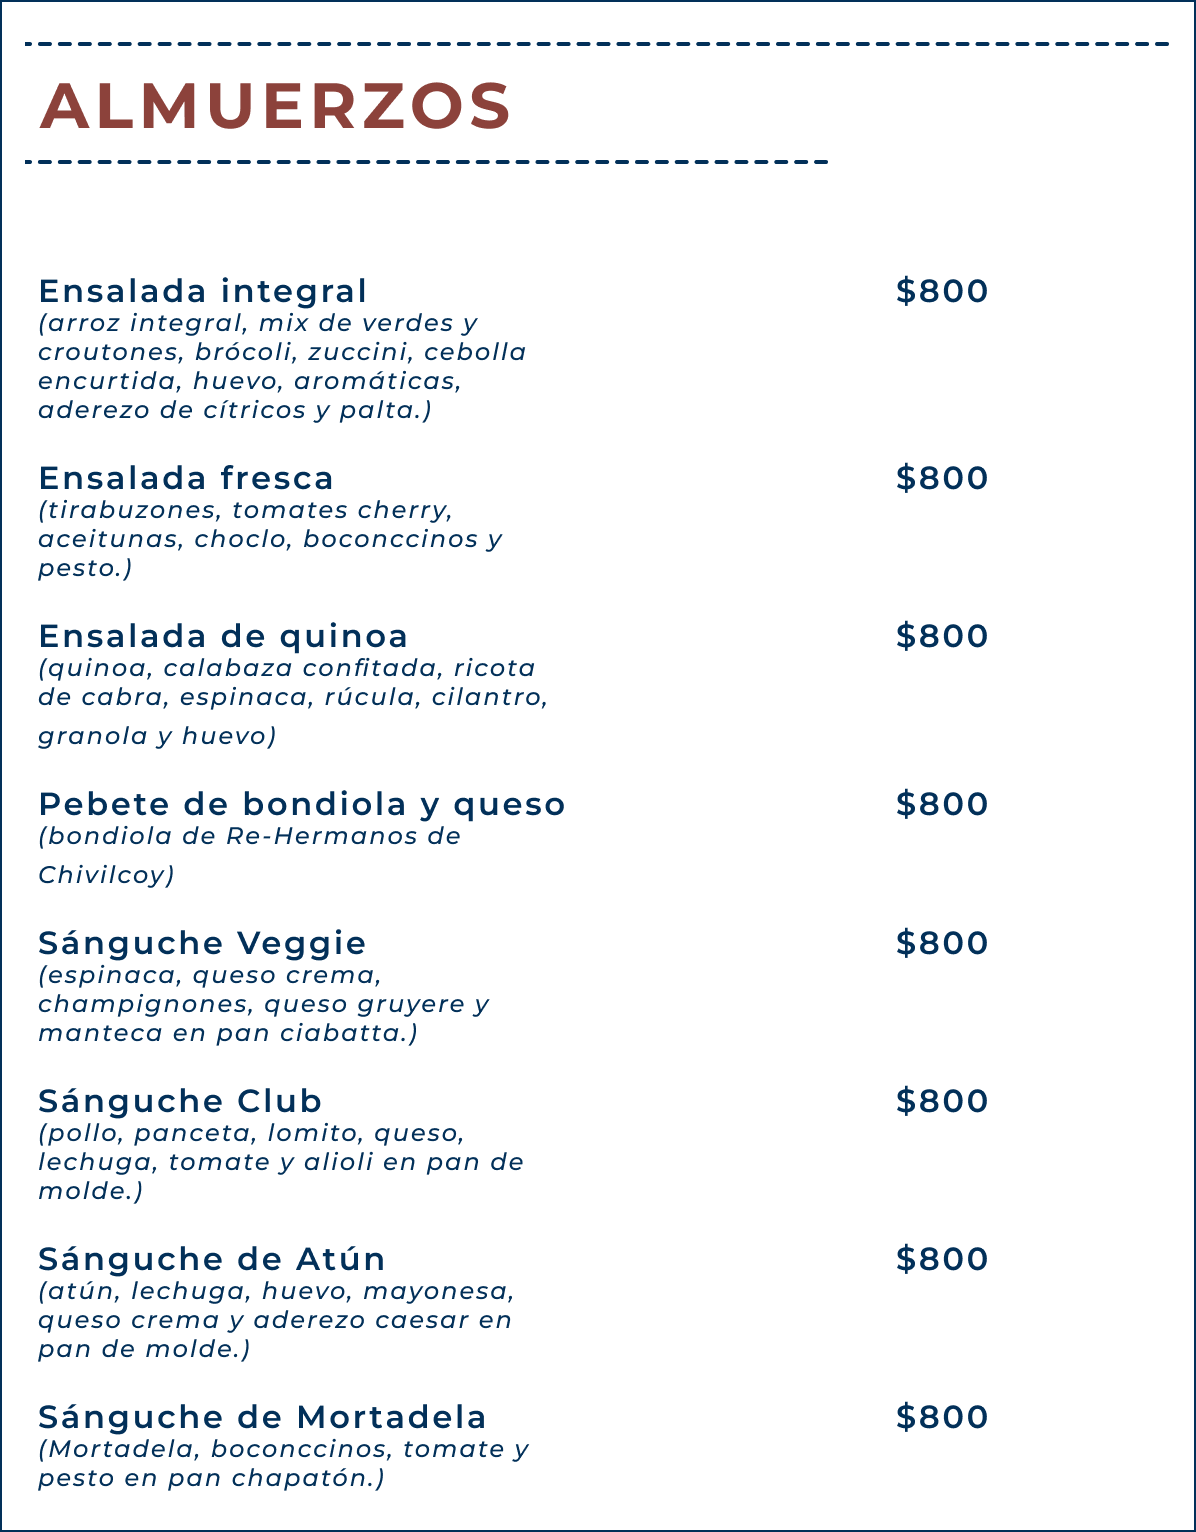 ALMUERZOS
Ensalada integral $800
(arroz integral, mix de verdes y
croutones, brócoli, zuccini, cebolla
encurtida, huevo, aromáticas,
aderezo de cítricos y palta.)
Ensalada fresca $800
(tirabuzones, tomates cherry,
aceitunas, choclo, boconccinos y
pesto.)
Ensalada de quinoa $800
(quinoa, calabaza confitada, ricota
de cabra, espinaca, rúcula, cilantro,
granola y huevo)
Pebete de bondiola y queso $800
(bondiola de Re-Hermanos de
Chivilcoy)
Sánguche Veggie $800
(espinaca, queso crema,
champignones, queso gruyere y
manteca en pan ciabatta.)
Sánguche Club $800
(pollo, panceta, lomito, queso,
lechuga, tomate y alioli en pan de
molde.)
Sánguche de Atún $800
(atún, lechuga, huevo, mayonesa,
queso crema y aderezo caesar en
pan de molde.)
Sánguche de Mortadela $800
(Mortadela, boconccinos, tomate y
pesto en pan chapatón.)